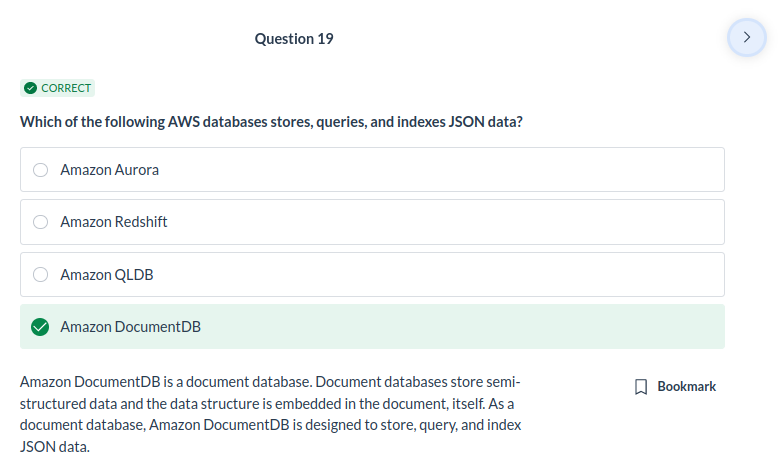 Question 19
CORRECT
Which of the following AWS databases stores, queries, and indexes JSON data?
Amazon Aurora
Amazon Redshift
Amazon QLDB
Amazon DocumentDB
Amazon DocumentDB is a document database. Document databases store semi-
structured data and the data structure is embedded in the document, itself. As a
document database, Amazon DocumentDB is designed to store, query, and index
JSON data.
Bookmark